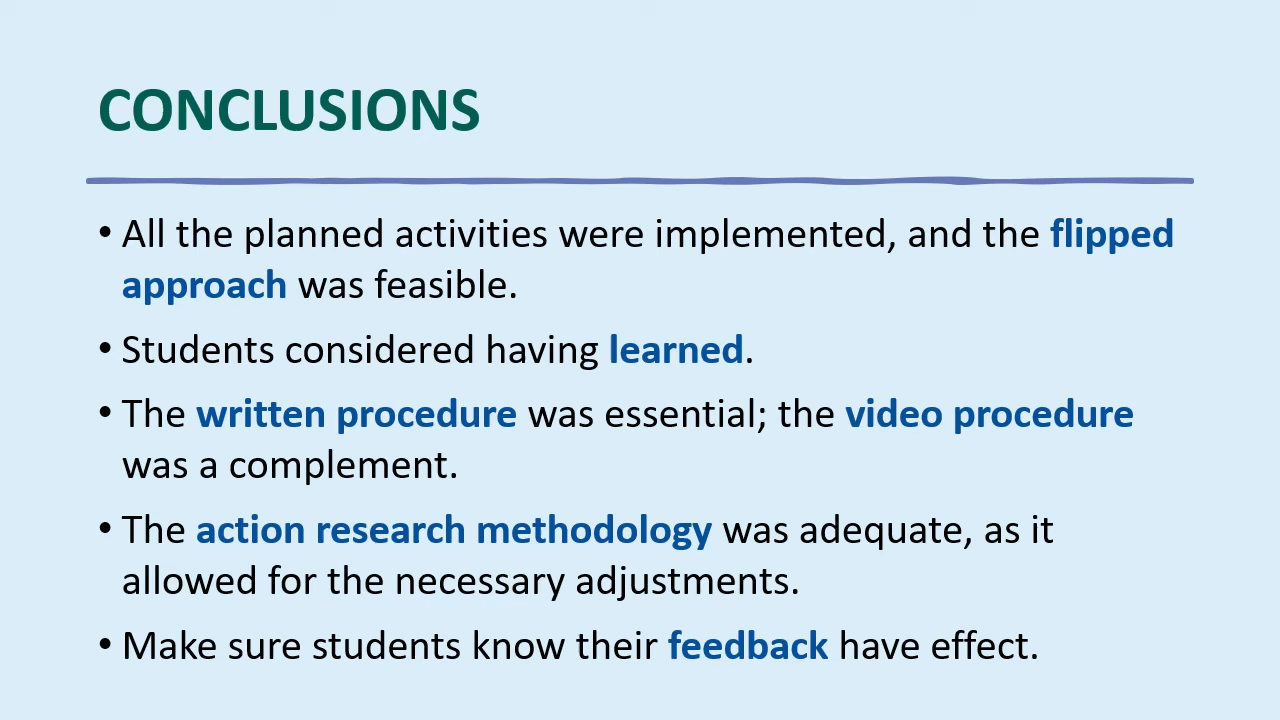 CONCLUSIONS
• All the planned activities were implemented, and the flipped
approach was feasible.
• Students considered having learned.
• The written procedure was essential; the video procedure
was a complement.
• The action research methodology was adequate, as it
allowed for the necessary adjustments.
• Make sure students know their feedback have effect.